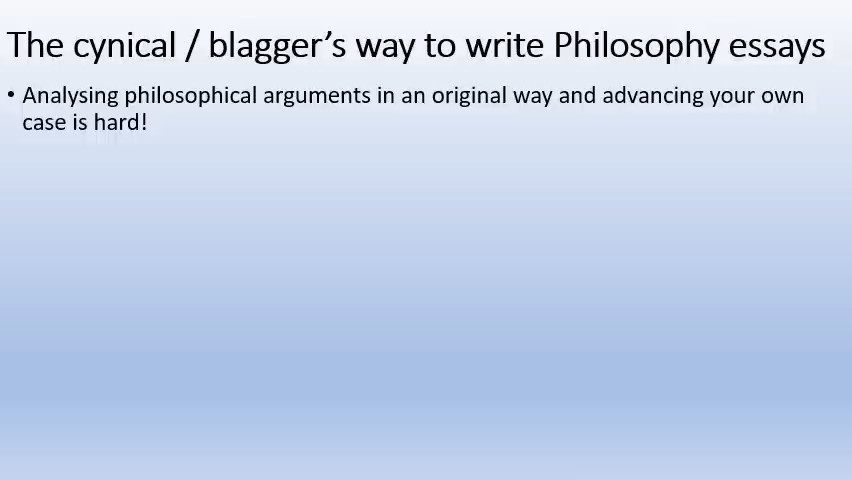 The cynical / blagger’s way to write Philosophy essays
• Analysing philosophical arguments in an original way and advancing your own
case is hard!